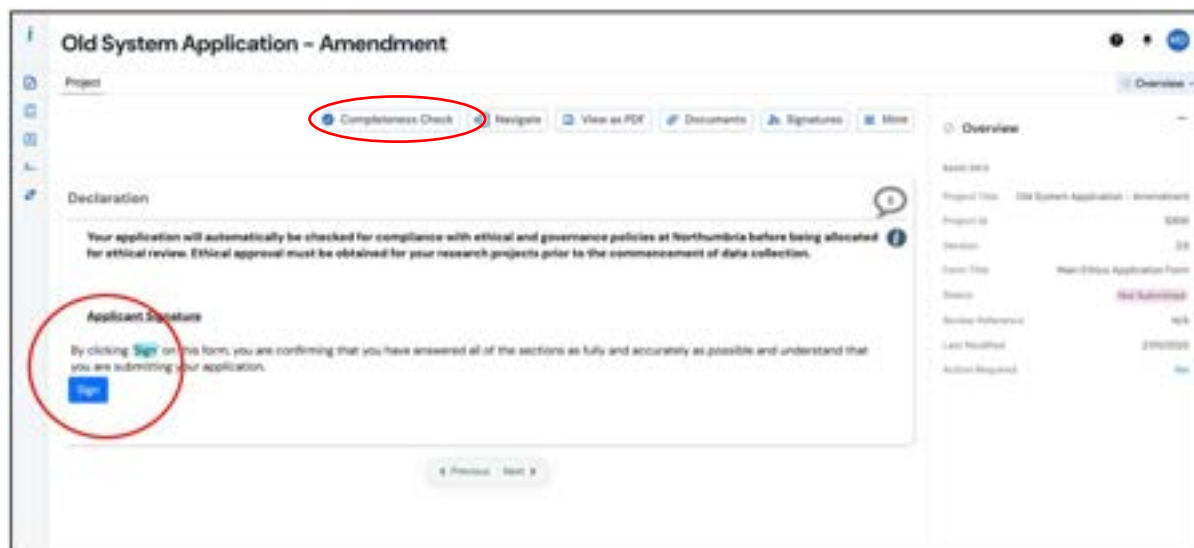 Old System Application – Amendment
Project
Overview
Completeness Check
Navigate
View as PDF
Documents
Signatures
More
Overview
Declaration
Project Title Old System Application - Amendment
Your application will automatically be checked for compliance with ethical and governance policies at Northumbria before being allocated
for ethical review. Ethical approval must be obtained for your research projects prior to the commencement of data collection.
Project Id
Version
Form Title Main Ethics Application Form
Status Not Submitted
Review Reference N/A
Last Modified
Action Required Yes
Applicant Signature
By clicking 'Sign' on this form, you are confirming that you have answered all of the sections as fully and accurately as possible and understand that
you are submitting your application.
Sign
Previous Next